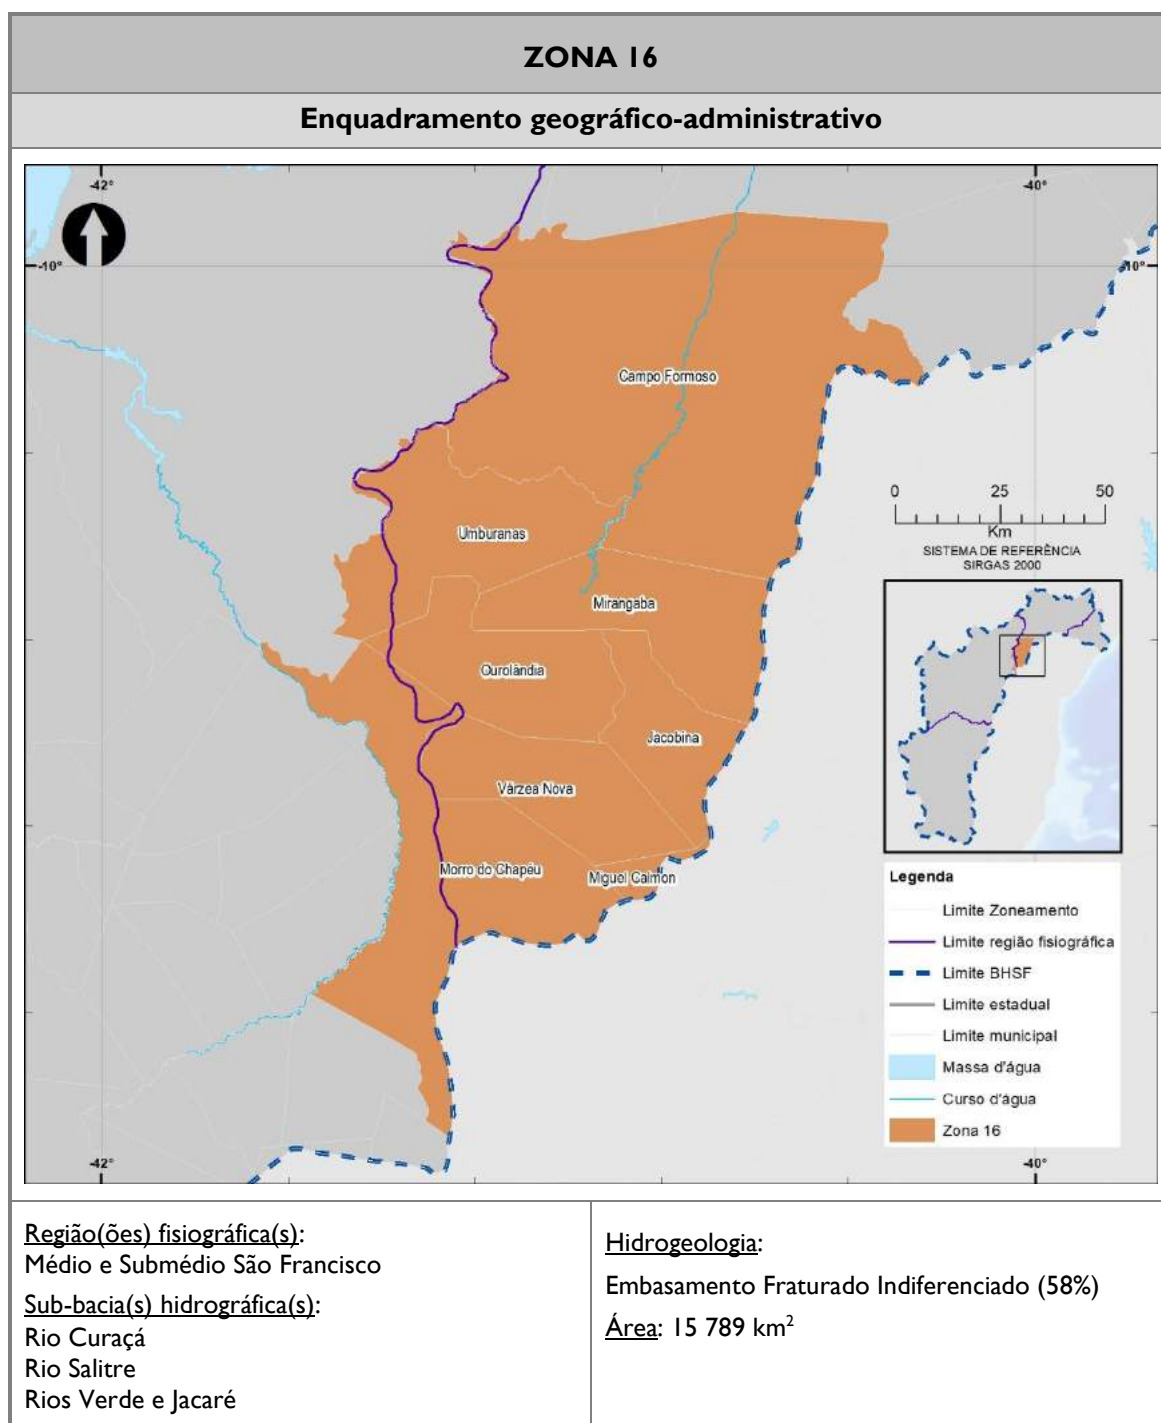 ZONA 16
Enquadramento geográfico-administrativo
-42°
-40°
-10°
-10°
Campo Formoso
0 25 50
Km
SISTEMA DE REFERÊNCIA
SIRGAS 2000
Umburanas
Mirangaba
Ourolândia
Jacobina
Várzea Nova
Morro do Chapéu
Miguel Calmon
Legenda
Limite Zoneamento
Limite região fisiográfica
Limite BHSF
Limite estadual
Limite municipal
Massa d'água
Curso d'água
Zona 16
-42°
-40°
Região(ões) fisiográfica(s):
Médio e Submédio São Francisco
Sub-bacia(s) hidrográfica(s):
Rio Curaçá
Rio Salitre
Rios Verde e Jacaré
Hidrogeologia:
Embasamento Fraturado Indiferenciado (58%)
Área: 15 789 km²